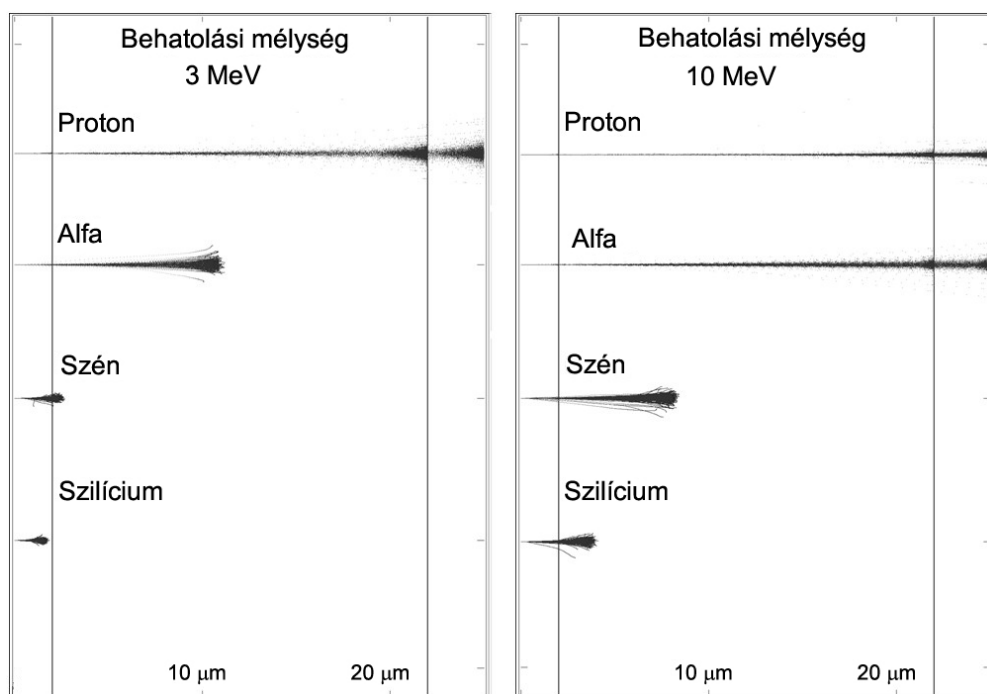 Behatolási mélység
3 MeV
Proton
Alfa
Szén
Szilícium
10 μm
20 μm
Behatolási mélység
10 MeV
Proton
Alfa
Szén
Szilícium
10 μm
20 μm